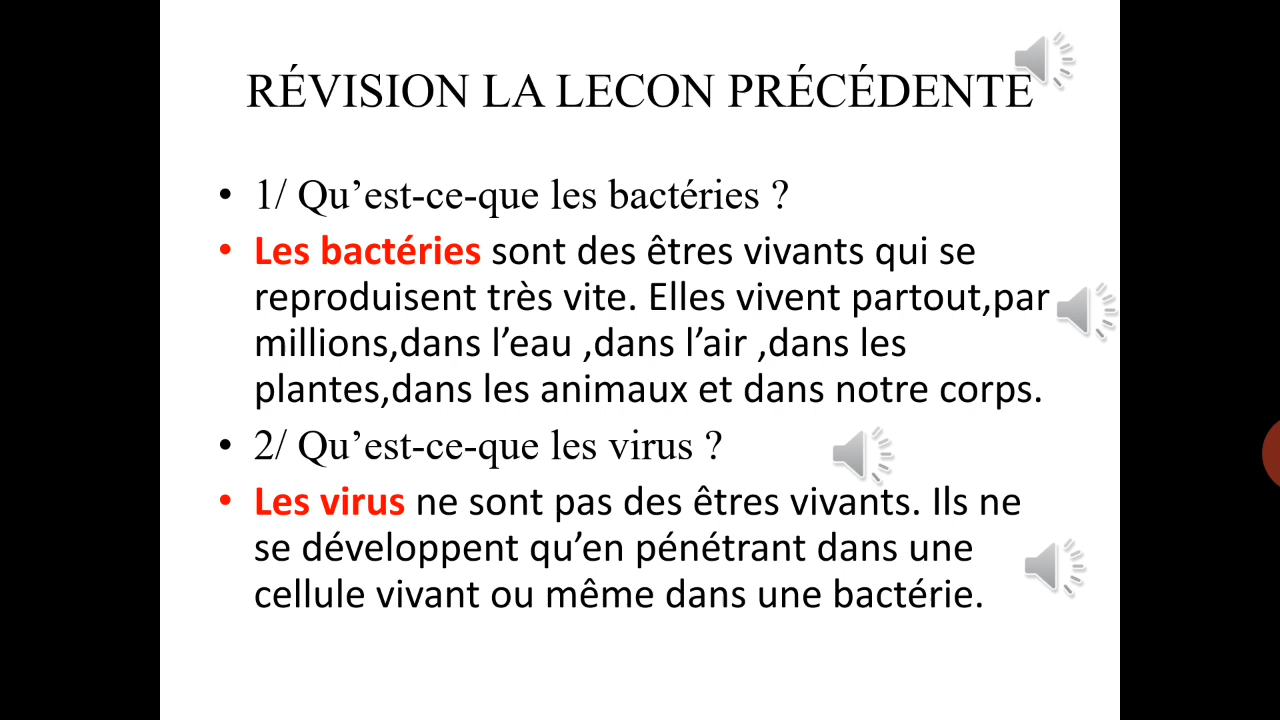 RÉVISION LA LECON PRÉCÉDENTE
• 1/ Qu’est-ce-que les bactéries ?
• Les bactéries sont des êtres vivants qui se
reproduisent très vite. Elles vivent partout,par
millions,dans l’eau ,dans l’air ,dans les
plantes,dans les animaux et dans notre corps.
• 2/ Qu’est-ce-que les virus ?
• Les virus ne sont pas des êtres vivants. Ils ne
se développent qu’en pénétrant dans une
cellule vivant ou même dans une bactérie.